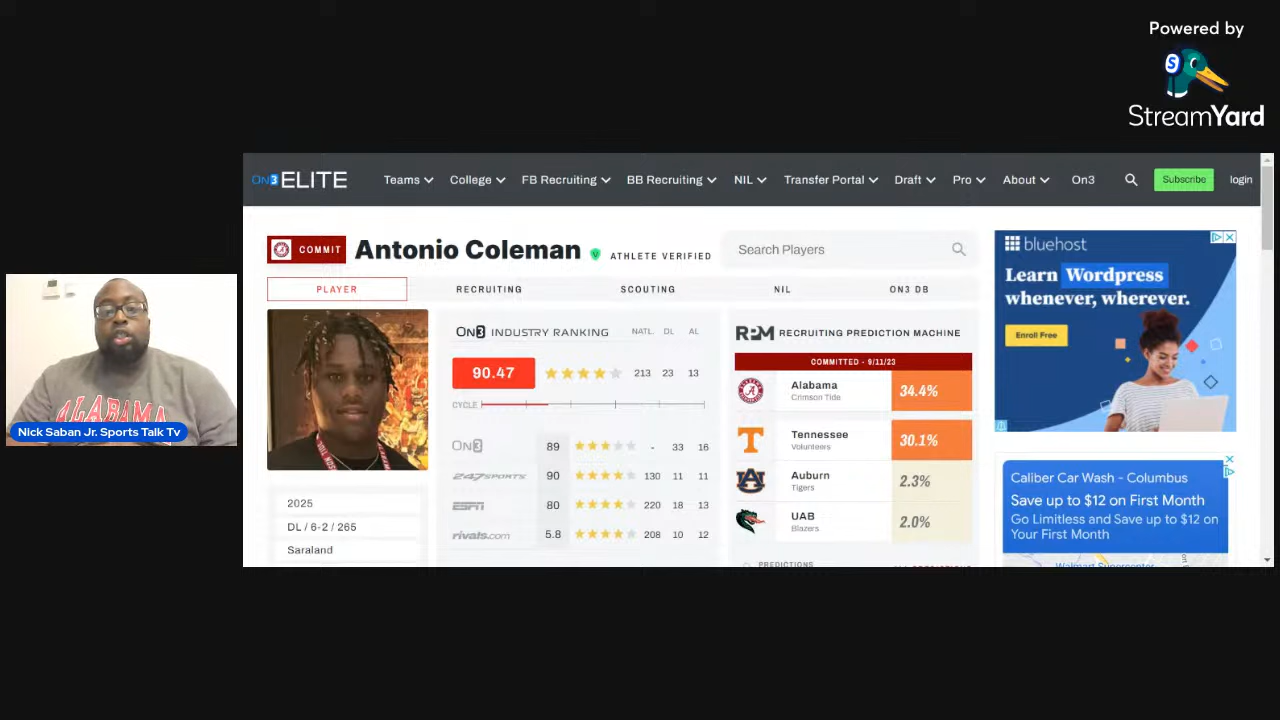 Powered by
StreamYard
On3 ELITE
Teams
College
FB Recruiting
BB Recruiting
NIL
Transfer Portal
Draft
Pro
About
On3
Subscribe
login
COMMIT
Antonio Coleman
ATHLETE VERIFIED
Search Players
PLAYER
RECRUITING
SCOUTING
NIL
ON3 DB
2025
DL / 6-2 / 265
Saraland
On3 INDUSTRY RANKING NATL. DL AL
90.47 213 23 13
CYCLE
On3 89 - 33 16
247SPORTS 90 130 11 11
ESPN 80 220 18 13
rivals.com 5.8 208 10 12
RPM RECRUITING PREDICTION MACHINE
COMMITTED - 9/11/23
Alabama 34.4%
Crimson Tide
Tennessee 30.1%
Volunteers
Auburn 2.3%
Tigers
UAB 2.0%
Blazers
PREDICTIONS
bluehost
Learn Wordpress
whenever, wherever.
Enroll Free
Caliber Car Wash - Columbus
Save up to $12 on First Month
Go Limitless and Save up to $12 on
Your First Month
Walmart Supercenter
ALABAMA
Nick Saban Jr. Sports Talk Tv